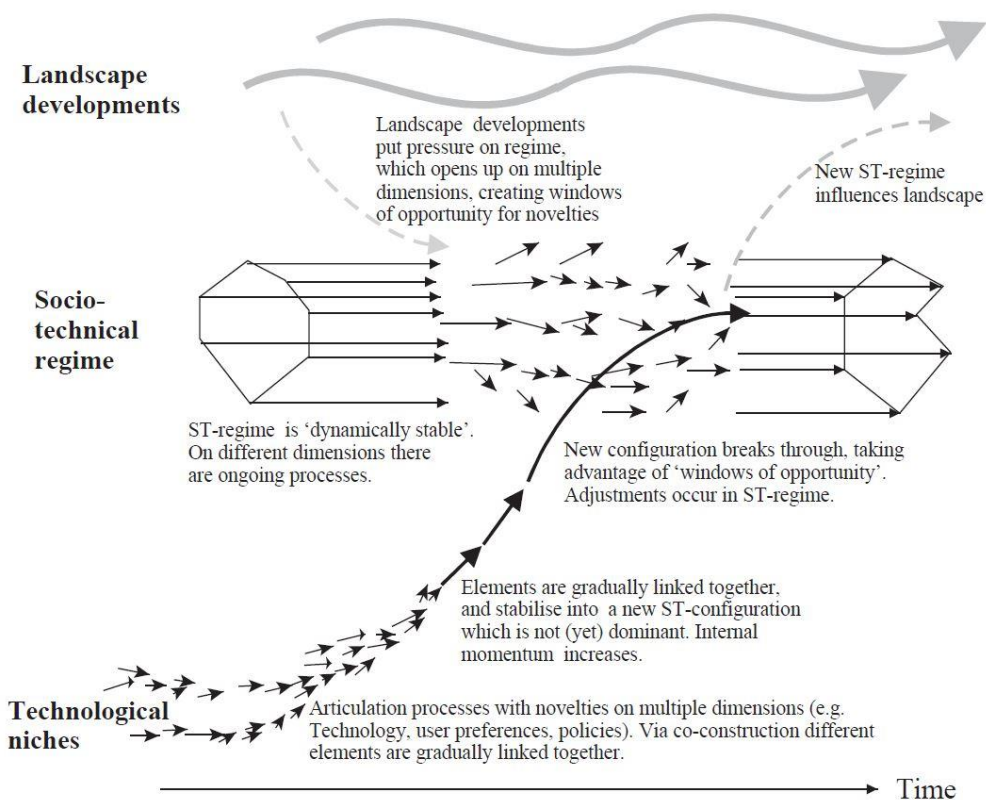 Landscape
developments
Landscape developments
put pressure on regime,
which opens up on multiple
dimensions, creating windows
of opportunity for novelties
New ST-regime
influences landscape
Socio-
technical
regime
ST-regime is ‘dynamically stable’.
On different dimensions there
are ongoing processes.
New configuration breaks through, taking
advantage of ‘windows of opportunity’.
Adjustments occur in ST-regime.
Elements are gradually linked together,
and stabilise into a new ST-configuration
which is not (yet) dominant. Internal
momentum increases.
Technological
niches
Articulation processes with novelties on multiple dimensions (e.g.
Technology, user preferences, policies). Via co-construction different
elements are gradually linked together.
Time